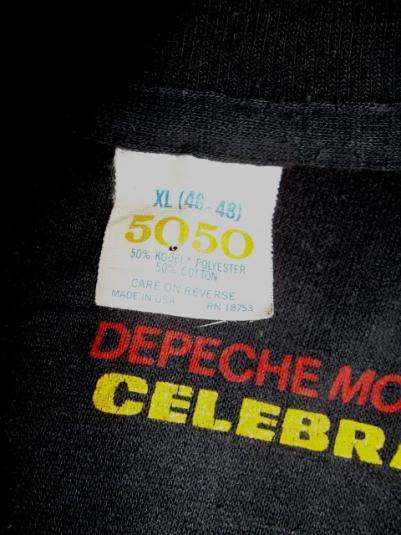 XL (46-48)
5050
50% KODEL* POLYESTER
50% COTTON
CARE ON REVERSE
MADE IN USA RN 18753
DEPECHE MO
CELEBRA